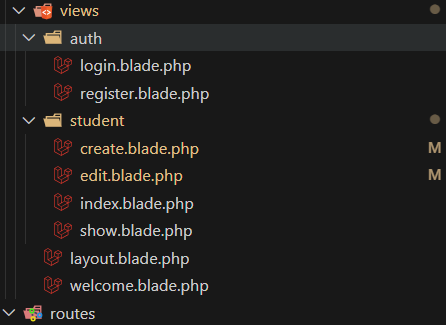 views
auth
login.blade.php
register.blade.php
student
create.blade.php M
edit.blade.php M
index.blade.php
show.blade.php
layout.blade.php
welcome.blade.php
routes